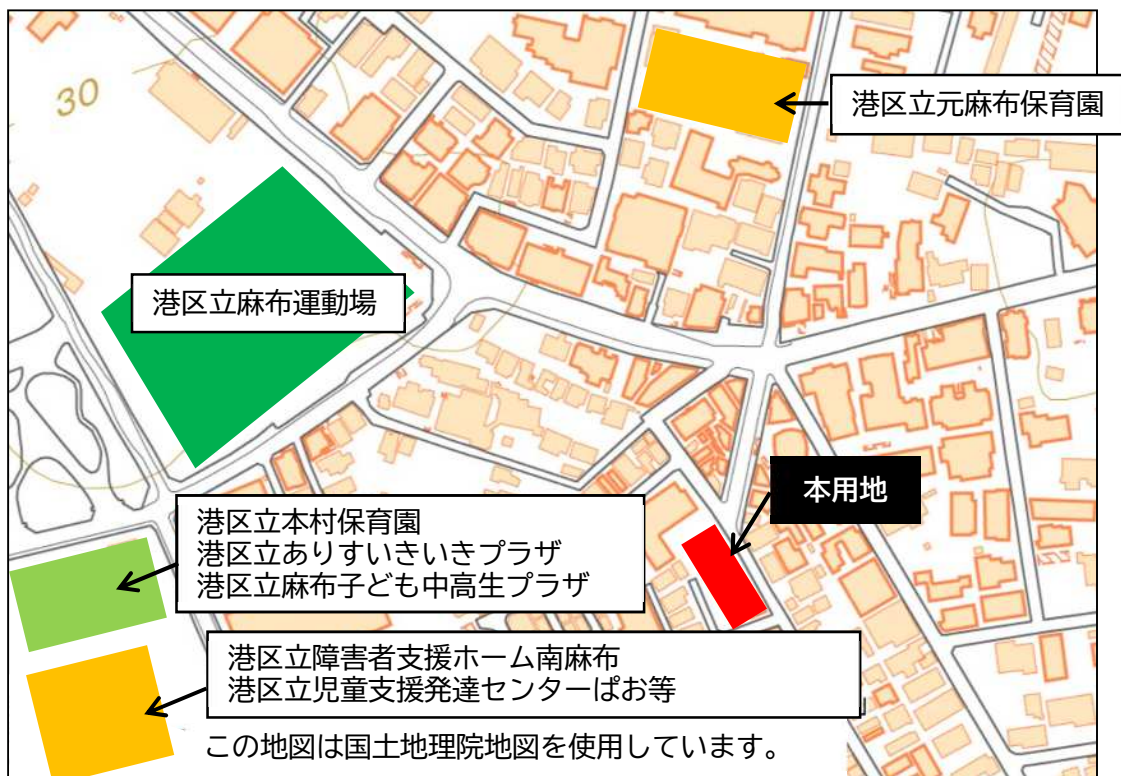 30
港区立元麻布保育園
港区立麻布運動場
本用地
港区立本村保育園
港区立ありすいきいきプラザ
港区立麻布子ども中高生プラザ
港区立障害者支援ホーム南麻布
港区立児童支援発達センターぱお等
この地図は国土地理院地図を使用しています。